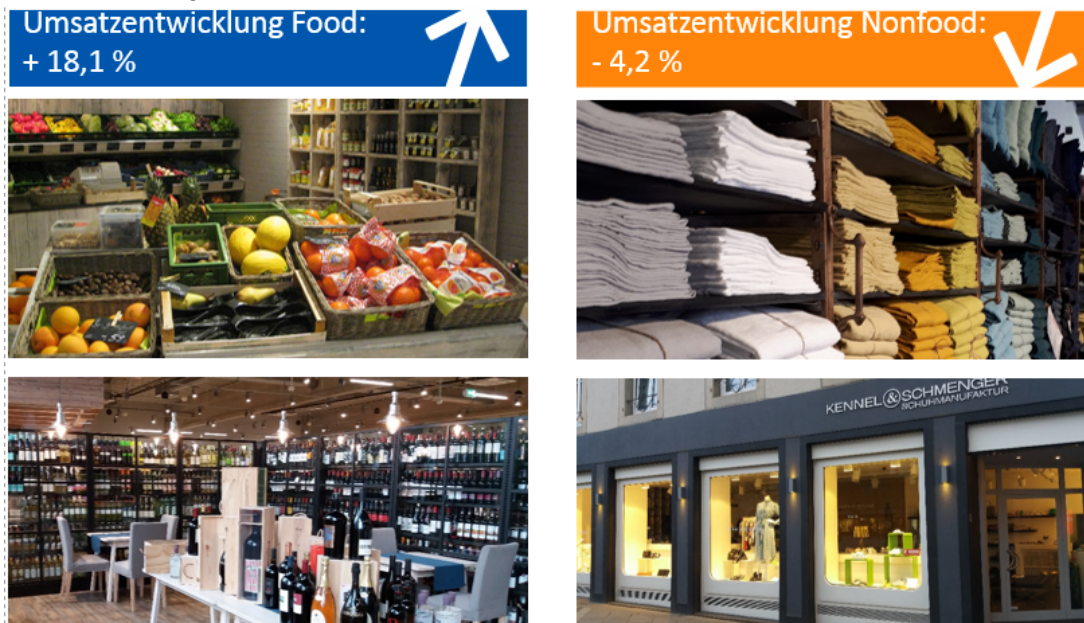 Umsatzentwicklung Food:
+ 18,1 %
Umsatzentwicklung Nonfood:
- 4,2 %
KENNEL & SCHMENGER
SCHUHMANUFAKTUR